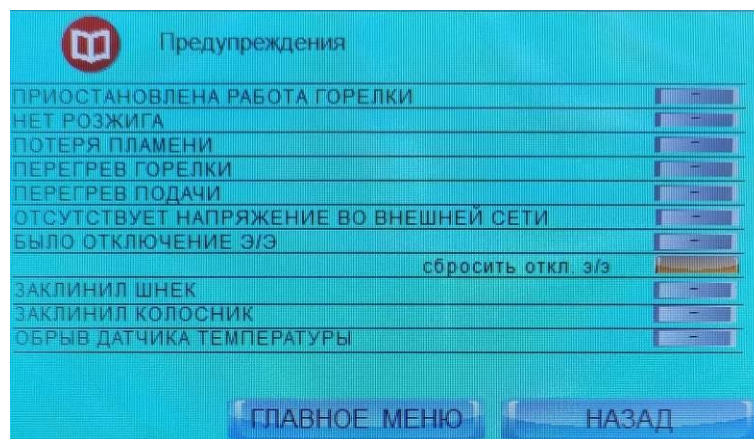 Предупреждения
ПРИОСТАНОВЛЕНА РАБОТА ГОРЕЛКИ -
НЕТ РОЗЖИГА -
ПОТЕРЯ ПЛАМЕНИ -
ПЕРЕГРЕВ ГОРЕЛКИ -
ПЕРЕГРЕВ ПОДАЧИ -
ОТСУТСТВУЕТ НАПРЯЖЕНИЕ ВО ВНЕШНЕЙ СЕТИ -
БЫЛО ОТКЛЮЧЕНИЕ Э/Э -
сбросить откл. э/э
ЗАКЛИНИЛ ШНЕК -
ЗАКЛИНИЛ КОЛОСНИК -
ОБРЫВ ДАТЧИКА ТЕМПЕРАТУРЫ -
ГЛАВНОЕ МЕНЮ НАЗАД